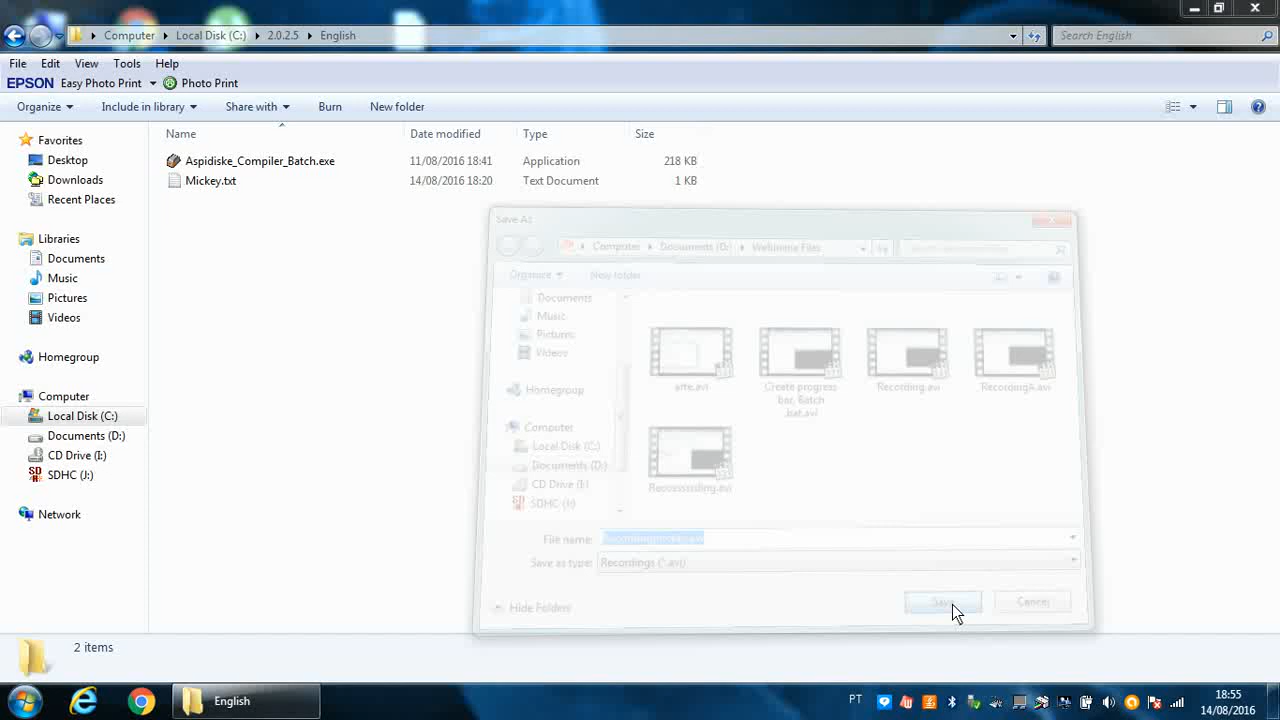 Computer Local Disk (C:) 2.0.2.5 English
Search English
File Edit View Tools Help
EPSON Easy Photo Print Photo Print
Organize Include in library Share with Burn New folder
Name Date modified Type Size
Aspidiske_Compiler_Batch.exe 11/08/2016 18:41 Application 218 KB
Mickey.txt 14/08/2016 18:20 Text Document 1 KB
Favorites
Desktop
Downloads
Recent Places
Libraries
Documents
Music
Pictures
Videos
Homegroup
Computer
Local Disk (C:)
Documents (D:)
CD Drive (I:)
SDHC (J:)
Network
Save As
Computer Documents (D:) Files
Organize New folder
Documents
Music
Pictures
Videos
Homegroup
Computer
Local Disk (C:)
Documents (D:)
CD Drive (I:)
SDHC (J:)
arte.avi
Create progress
bar, Batch
.bat.avi
Recording.avi
RecordingA.avi
File name:
Save as type: Recordings (*.avi)
Hide Folders
Save Cancel
2 items
English
PT
18:55
14/08/2016